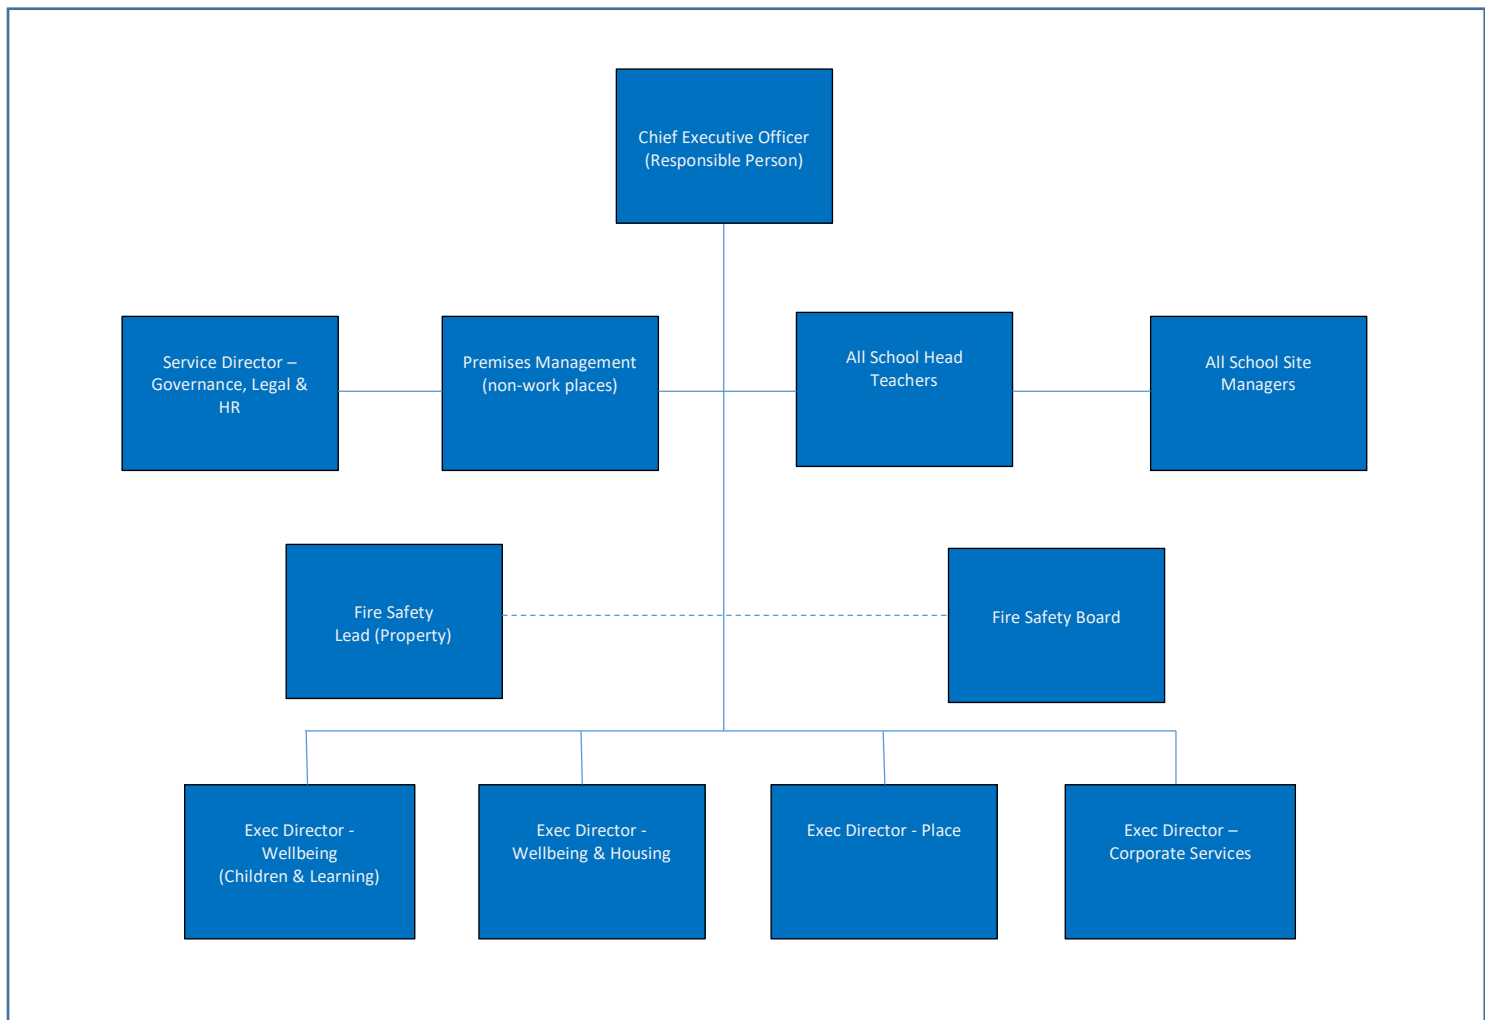 Chief Executive Officer
(Responsible Person)
Service Director –
Governance, Legal &
HR
Premises Management
(non-work places)
All School Head
Teachers
All School Site
Managers
Fire Safety
Lead (Property)
Fire Safety Board
Exec Director -
Wellbeing
(Children & Learning)
Exec Director -
Wellbeing & Housing
Exec Director - Place
Exec Director –
Corporate Services